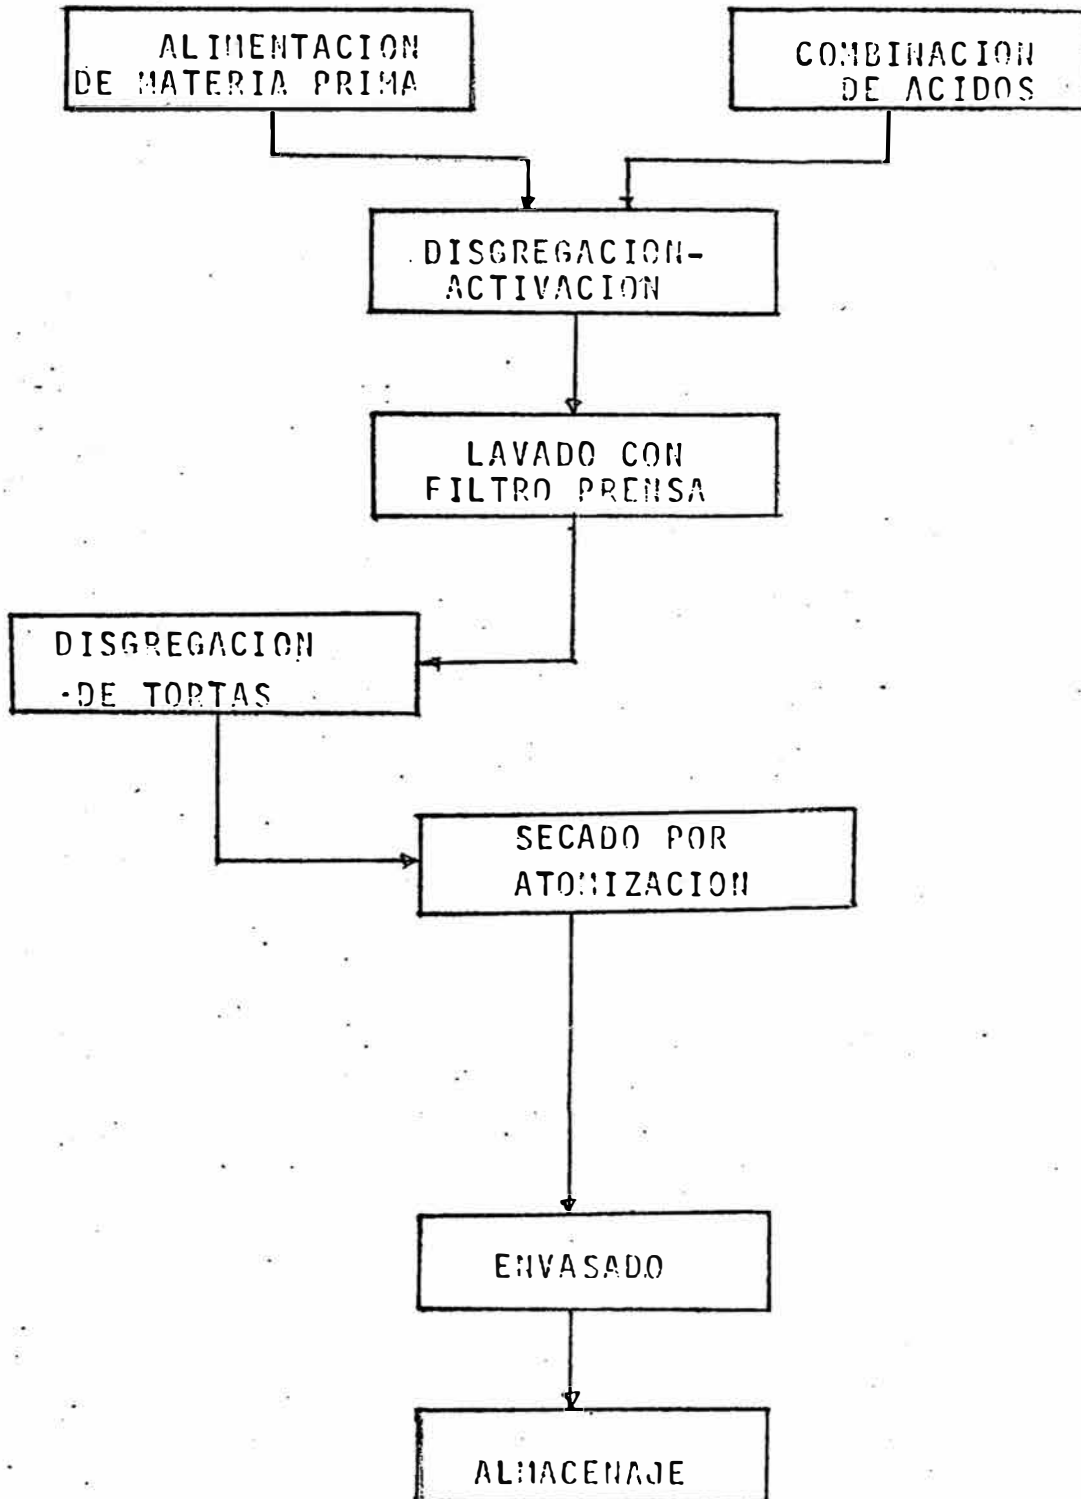 ALIMENTACION
DE MATERIA PRIMA
COMBINACION
DE ACIDOS
DISGREGACION-
ACTIVACION
LAVADO CON
FILTRO PRENSA
DISGREGACION
DE TORTAS
SECADO POR
ATOMIZACION
ENVASADO
ALMACENAJE